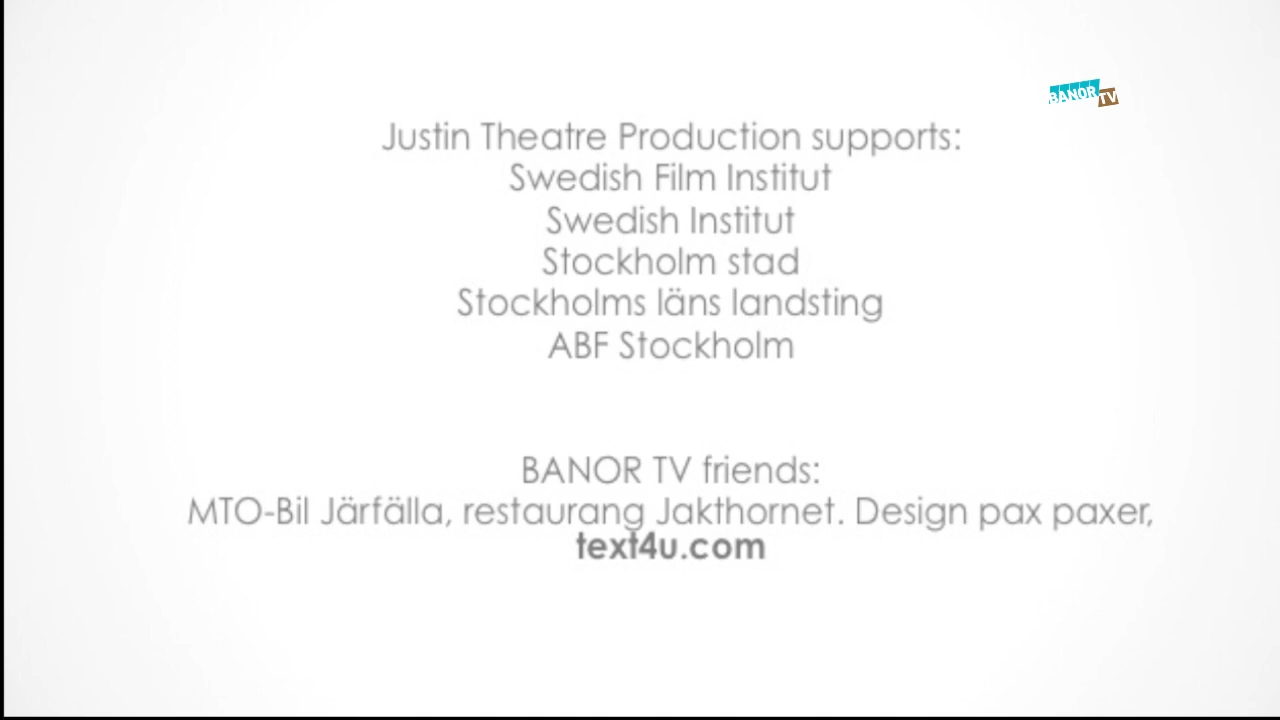 BANOR TV
Justin Theatre Production supports:
Swedish Film Institut
Swedish Institut
Stockholm stad
Stockholms läns landsting
ABF Stockholm
BANOR TV friends:
MTO-Bil Järfälla, restaurang Jakthornet. Design pax paxer,
text4u.com